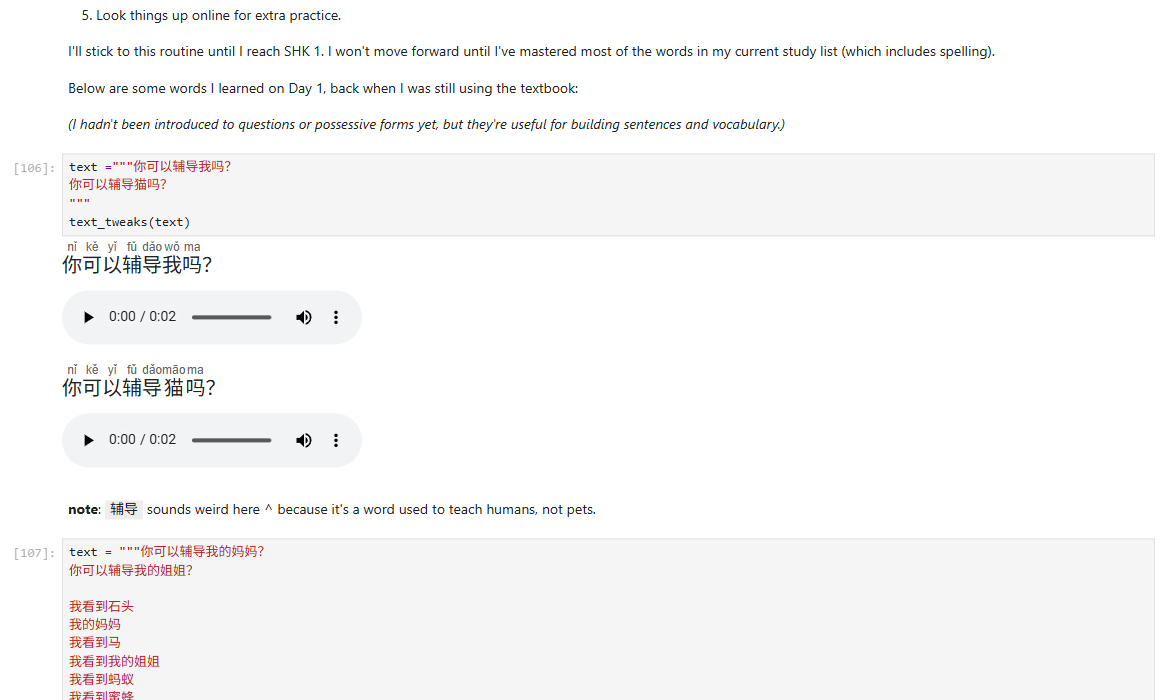 5. Look things up online for extra practice.
I'll stick to this routine until I reach SHK 1. I won't move forward until I've mastered most of the words in my current study list (which includes spelling).
Below are some words I learned on Day 1, back when I was still using the textbook:
(I hadn't been introduced to questions or possessive forms yet, but they're useful for building sentences and vocabulary.)
[106]: text ="""你可以辅导我吗?
你可以辅导猫吗?
"""
text_tweaks(text)
nǐ kě yǐ fǔ dǎo wǒ ma
你可以辅导我吗?
0:00 / 0:02
nǐ kě yǐ fǔ dǎo māo ma
你可以辅导猫吗?
0:00 / 0:02
note: 辅导 sounds weird here ^ because it's a word used to teach humans, not pets.
[107]: text = """你可以辅导我的妈妈?
你可以辅导我的姐姐?
我看到石头
我的妈妈
我看到马
我看到我的姐姐
我看到蚂蚁
我看到蜜蜂